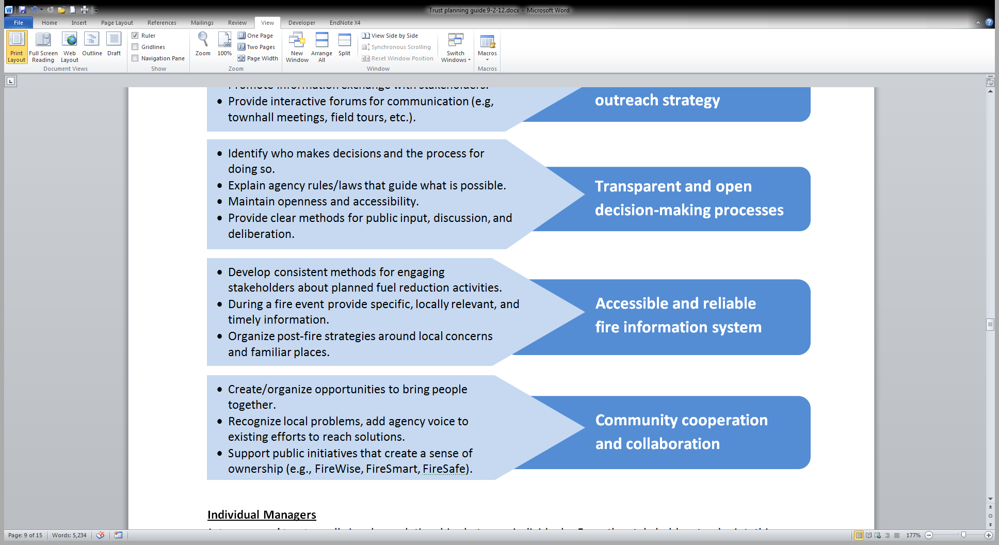 Trust planning guide 9-2-12.docx - Microsoft Word
File Home Insert Page Layout References Mailings Review View Developer EndNote X4
Print Layout
Full Screen Reading
Web Layout
Outline
Draft
Document Views
Ruler
Gridlines
Navigation Pane
Show
Zoom
100%
One Page
Two Pages
Page Width
Zoom
New Window
Arrange All
Split
View Side by Side
Synchronous Scrolling
Reset Window Position
Window
Switch Windows
Macros
Macros
Promote information exchange with stakeholders.
• Provide interactive forums for communication (e.g,
townhall meetings, field tours, etc.).
outreach strategy
• Identify who makes decisions and the process for
doing so.
• Explain agency rules/laws that guide what is possible.
• Maintain openness and accessibility.
• Provide clear methods for public input, discussion, and
deliberation.
Transparent and open
decision-making processes
• Develop consistent methods for engaging
stakeholders about planned fuel reduction activities.
• During a fire event provide specific, locally relevant, and
timely information.
• Organize post-fire strategies around local concerns
and familiar places.
Accessible and reliable
fire information system
• Create/organize opportunities to bring people
together.
• Recognize local problems, add agency voice to
existing efforts to reach solutions.
• Support public initiatives that create a sense of
ownership (e.g., FireWise, FireSmart, FireSafe).
Community cooperation
and collaboration
Individual Managers
Page: 9 of 15 Words: 5,234 177%